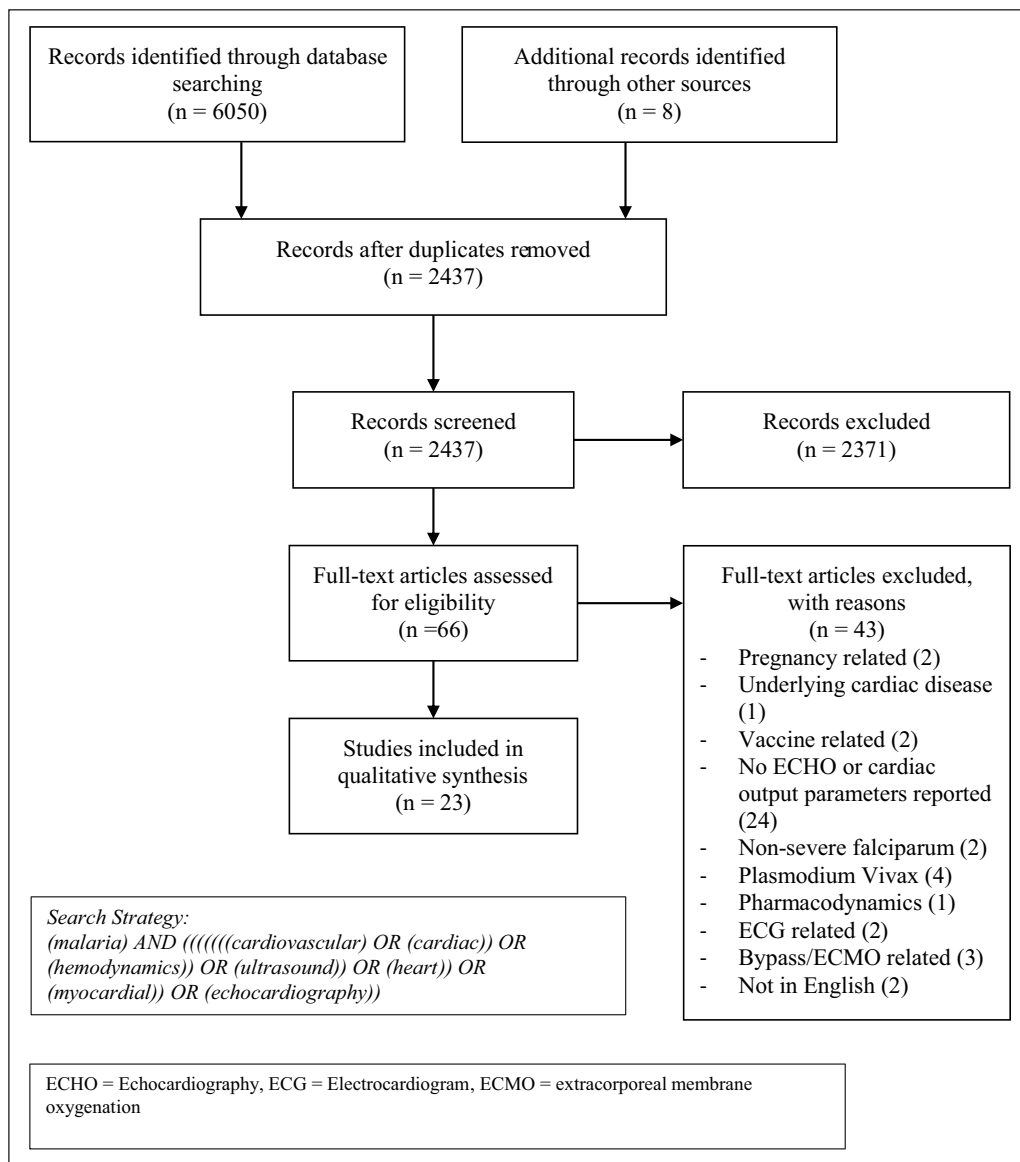 Records identified through database
searching
(n = 6050)
Additional records identified
through other sources
(n = 8)
Records after duplicates removed
(n = 2437)
Records screened
(n = 2437)
Records excluded
(n = 2371)
Full-text articles assessed
for eligibility
(n =66)
Full-text articles excluded,
with reasons
(n = 43)
- Pregnancy related (2)
- Underlying cardiac disease
(1)
- Vaccine related (2)
- No ECHO or cardiac
output parameters reported
(24)
- Non-severe falciparum (2)
- Plasmodium Vivax (4)
- Pharmacodynamics (1)
- ECG related (2)
- Bypass/ECMO related (3)
- Not in English (2)
Studies included in
qualitative synthesis
(n = 23)
Search Strategy:
(malaria) AND (((((((cardiovascular) OR (cardiac)) OR
(hemodynamics)) OR (ultrasound)) OR (heart)) OR
(myocardial)) OR (echocardiography))
ECHO = Echocardiography, ECG = Electrocardiogram, ECMO = extracorporeal membrane
oxygenation